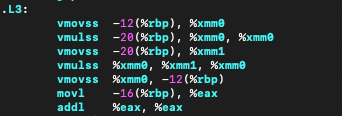 .L3:
vmovss -12(%rbp), %xmm0
vmulss -20(%rbp), %xmm0, %xmm0
vmovss -20(%rbp), %xmm1
vmulss %xmm0, %xmm1, %xmm0
vmovss %xmm0, -12(%rbp)
movl -16(%rbp), %eax
addl %eax, %eax